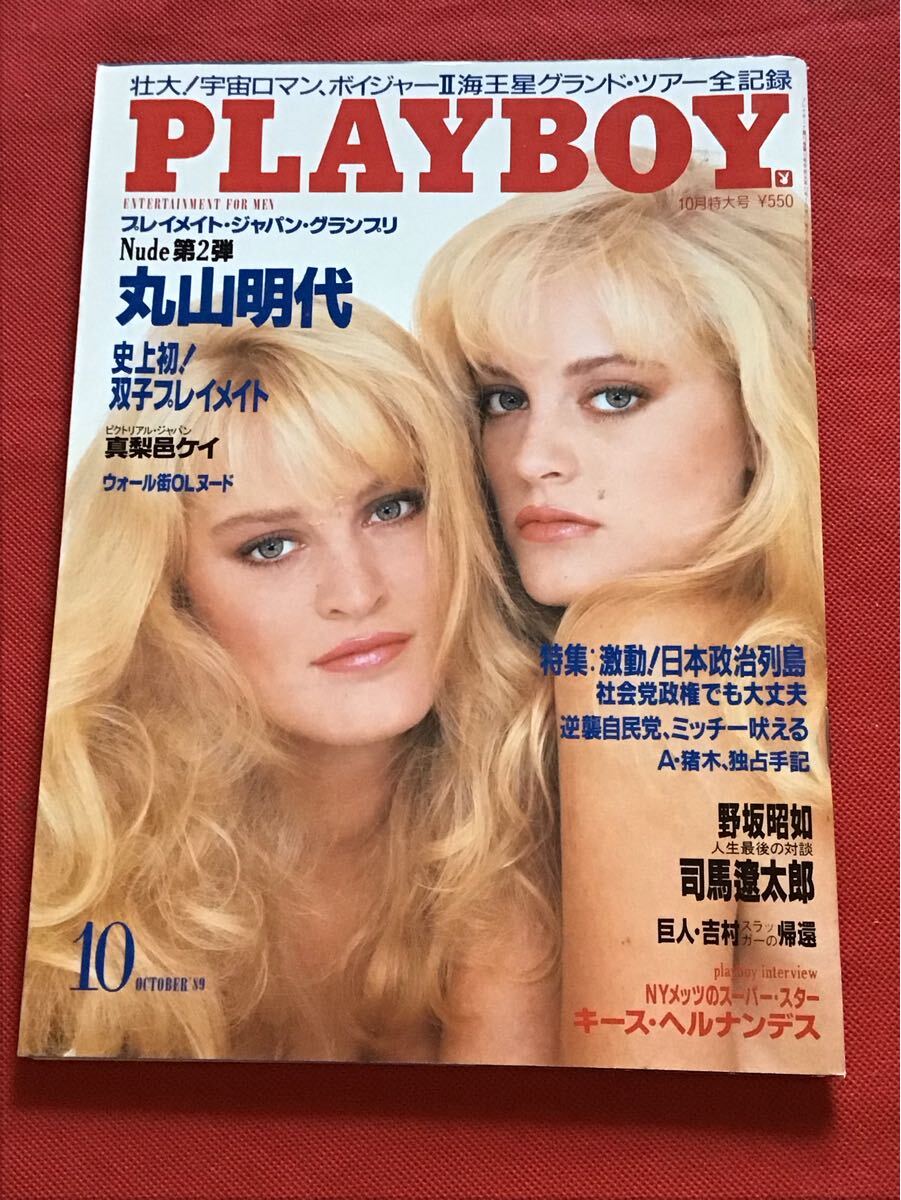 壮大!宇宙ロマン、ボイジャーⅡ海王星グランド・ツアー全記録
PLAYBOY
ENTERTAINMENT FOR MEN
10月特大号 ¥550
プレイメイト・ジャパン・グランプリ
Nude第2弾
丸山明代
史上初!
双子プレイメイト
ピクトリアル・ジャパン
真梨邑ケイ
ウォール街OLヌード
特集:激動!日本政治列島
社会党政権でも大丈夫
逆襲自民党、ミッチー吠える
A・猪木、独占手記
野坂昭如
人生最後の対談
司馬遼太郎
巨人・吉村スラッガーの帰還
playboy interview
NYメッツのスーパー・スター
キース・ヘルナンデス
10 OCTOBER '89